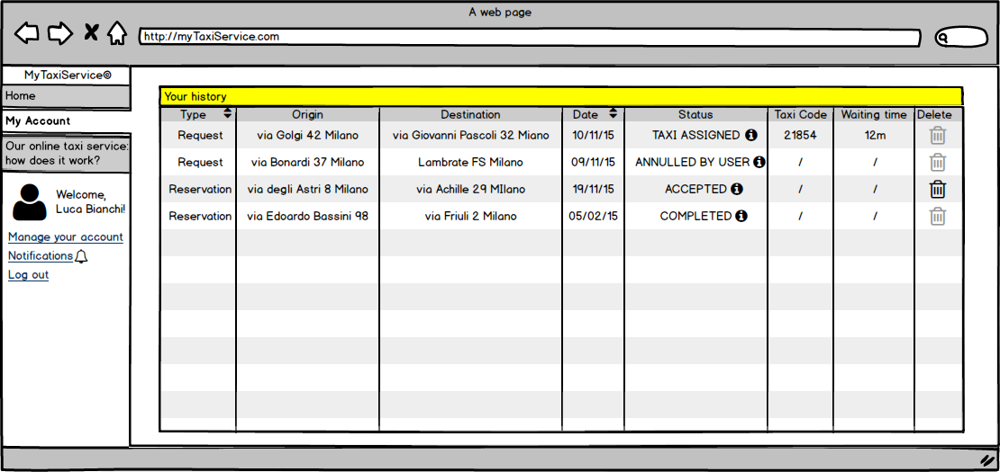 A web page
http://myTaxiService.com
MyTaxiService©
Home
My Account
Our online taxi service:
how does it work?
Welcome,
Luca Bianchi!
Manage your account
Notifications
Log out
Your history
Type Origin Destination Date Status Taxi Code Waiting time Delete
Request via Golgi 42 Milano via Giovanni Pascoli 32 Miano 10/11/15 TAXI ASSIGNED 21854 12m
Request via Bonardi 37 Milano Lambrate FS Milano 09/11/15 ANNULLED BY USER / /
Reservation via degli Astri 8 Milano via Achille 29 MIlano 19/11/15 ACCEPTED / /
Reservation via Edoardo Bassini 98 via Friuli 2 Milano 05/02/15 COMPLETED / /